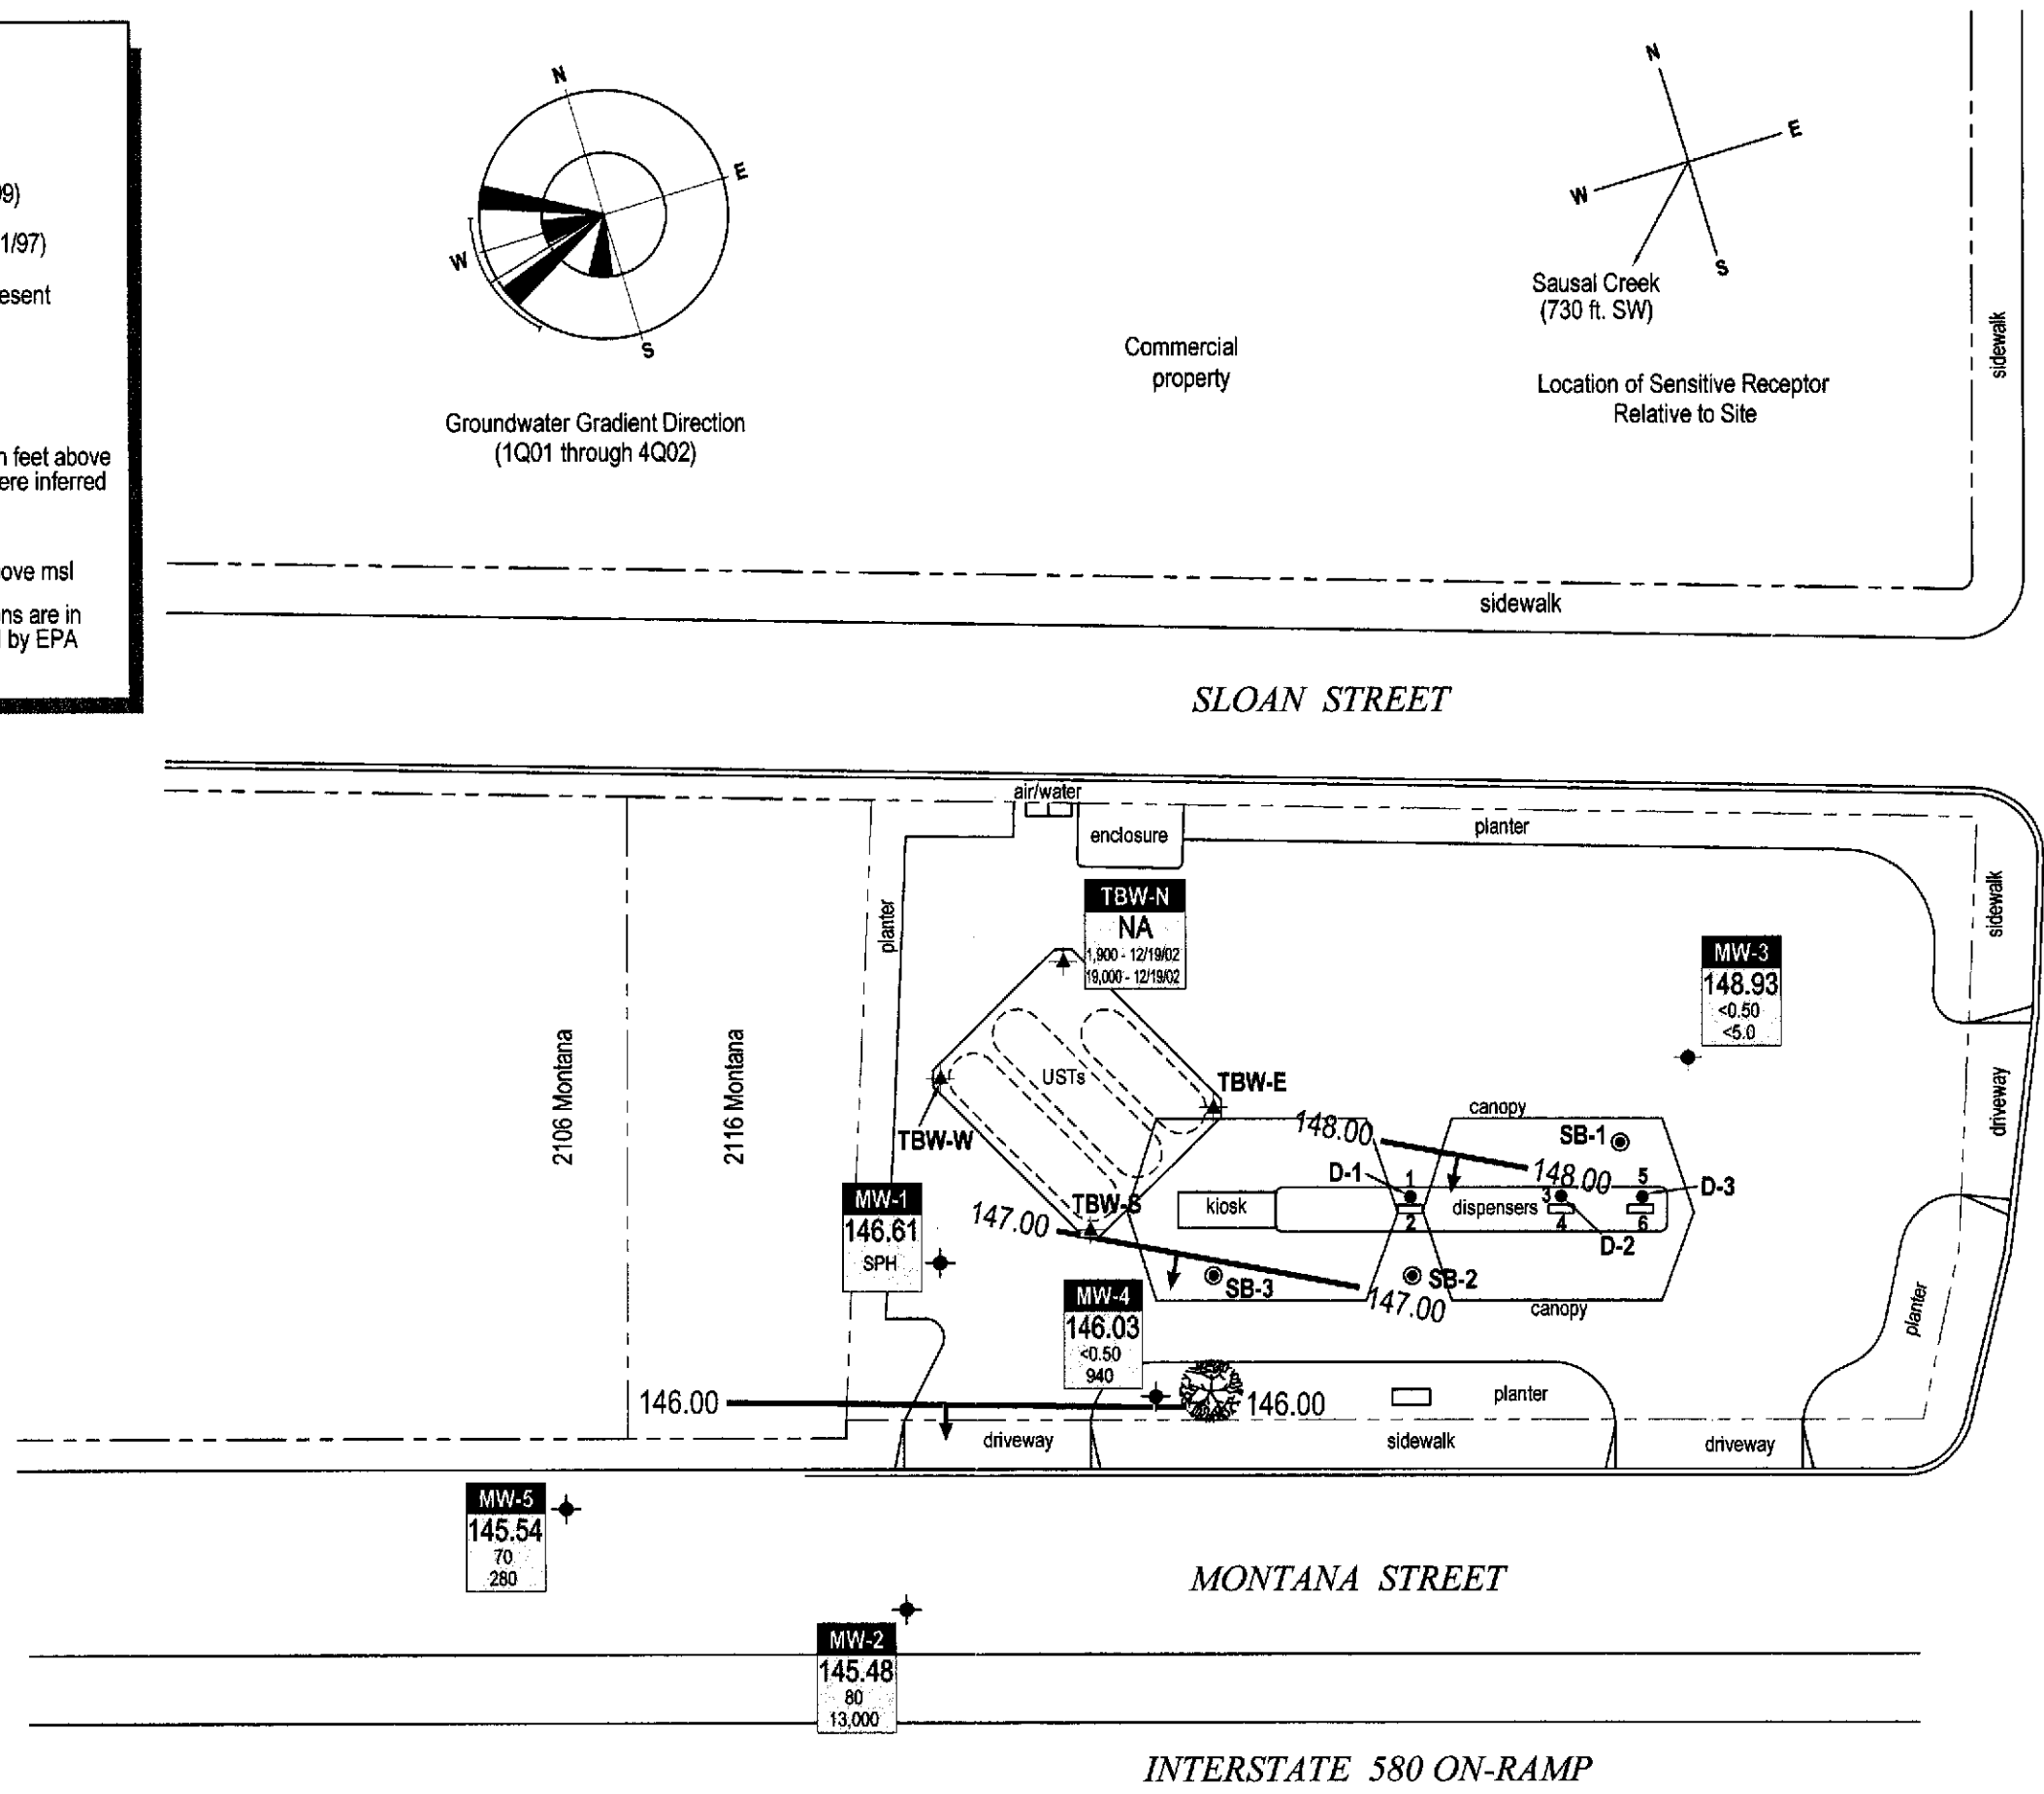 N
E
W
S
Groundwater Gradient Direction
(1Q01 through 4Q02)
N
E
W
S
Sausal Creek
(730 ft. SW)
Location of Sensitive Receptor
Relative to Site
Commercial
property
sidewalk
9)
1/97)
esent
feet above
ere inferred
ove msl
ns are in
by EPA
sidewalk
SLOAN STREET
air/water
enclosure
planter
planter
sidewalk
TBW-N
NA
1,900 - 12/19/02
19,000 - 12/19/02
MW-3
148.93
<0.50
<5.0
2106 Montana
2116 Montana
USTs
TBW-E
TBW-W
TBW-S
driveway
canopy
148.00
148.00
SB-1
D-1
1
2
kiosk
dispensers
3
4
5
6
D-3
D-2
MW-1
146.61
SPH
147.00
147.00
SB-3
SB-2
canopy
planter
MW-4
146.03
<0.50
940
146.00
146.00
planter
driveway
sidewalk
driveway
MW-5
145.54
70
280
MONTANA STREET
MW-2
145.48
80
13,000
INTERSTATE 580 ON-RAMP